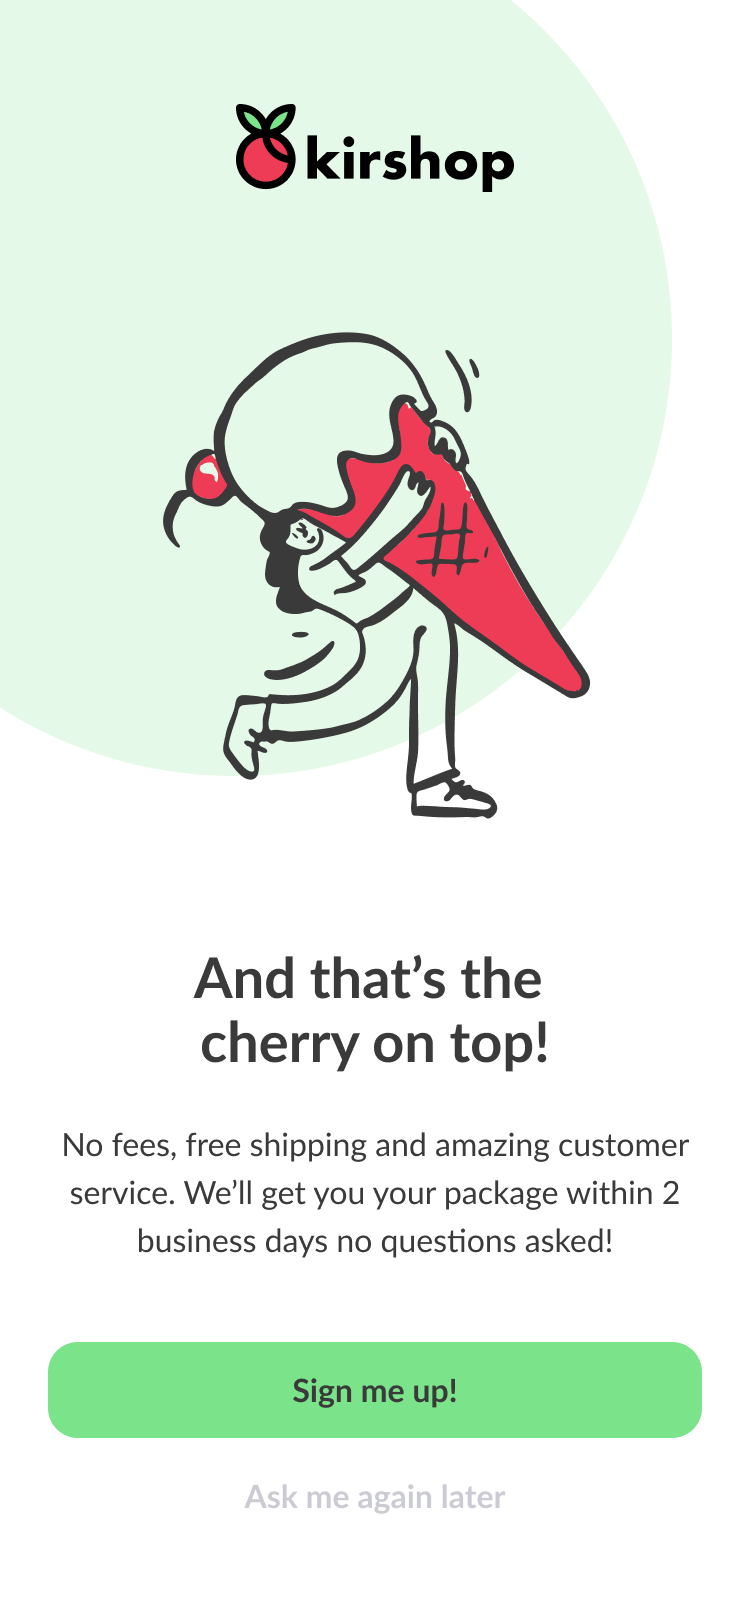 kirshop
And that’s the
cherry on top!
No fees, free shipping and amazing customer
service. We’ll get you your package within 2
business days no questions asked!
Sign me up!
Ask me again later